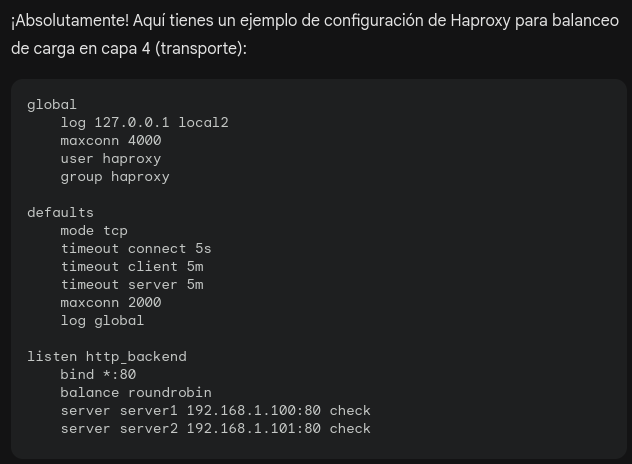 ¡Absolutamente! Aquí tienes un ejemplo de configuración de Haproxy para balanceo
de carga en capa 4 (transporte):
global
    log 127.0.0.1 local2
    maxconn 4000
    user haproxy
    group haproxy

defaults
    mode tcp
    timeout connect 5s
    timeout client 5m
    timeout server 5m
    maxconn 2000
    log global

listen http_backend
    bind *:80
    balance roundrobin
    server server1 192.168.1.100:80 check
    server server2 192.168.1.101:80 check